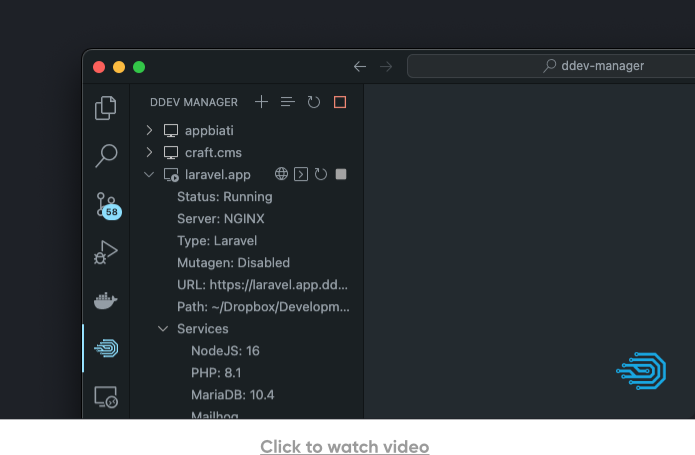 ddev-manager
DDEV MANAGER
appbiati
craft.cms
laravel.app
Status: Running
Server: NGINX
58
Type: Laravel
Mutagen: Disabled
URL: https://laravel.app.dd...
Path: ~/Dropbox/Developm...
Services
NodeJS: 16
PHP: 8.1
MariaDB: 10.4
Mailhog
Click to watch video